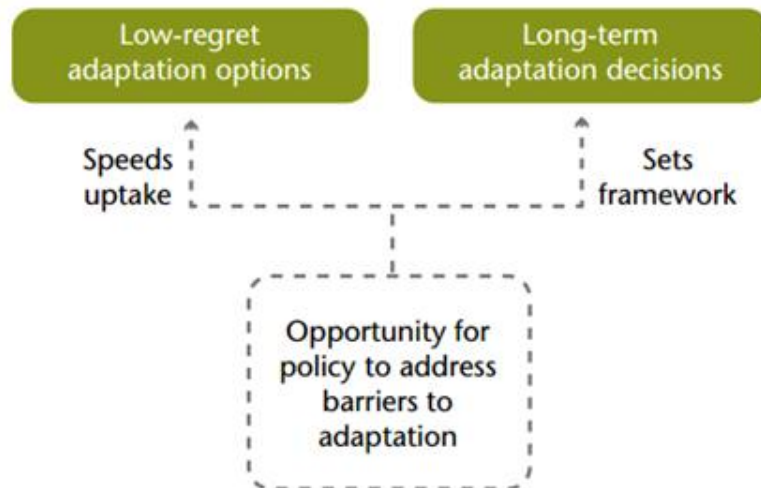 Low-regret
adaptation options
Long-term
adaptation decisions
Speeds
uptake
Sets
framework
Opportunity for
policy to address
barriers to
adaptation